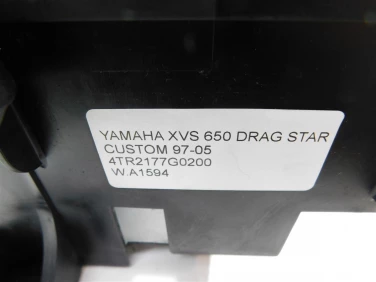 YAMAHA XVS 650 DRAG STAR
CUSTOM 97-05
4TR2177G0200
W.A1594